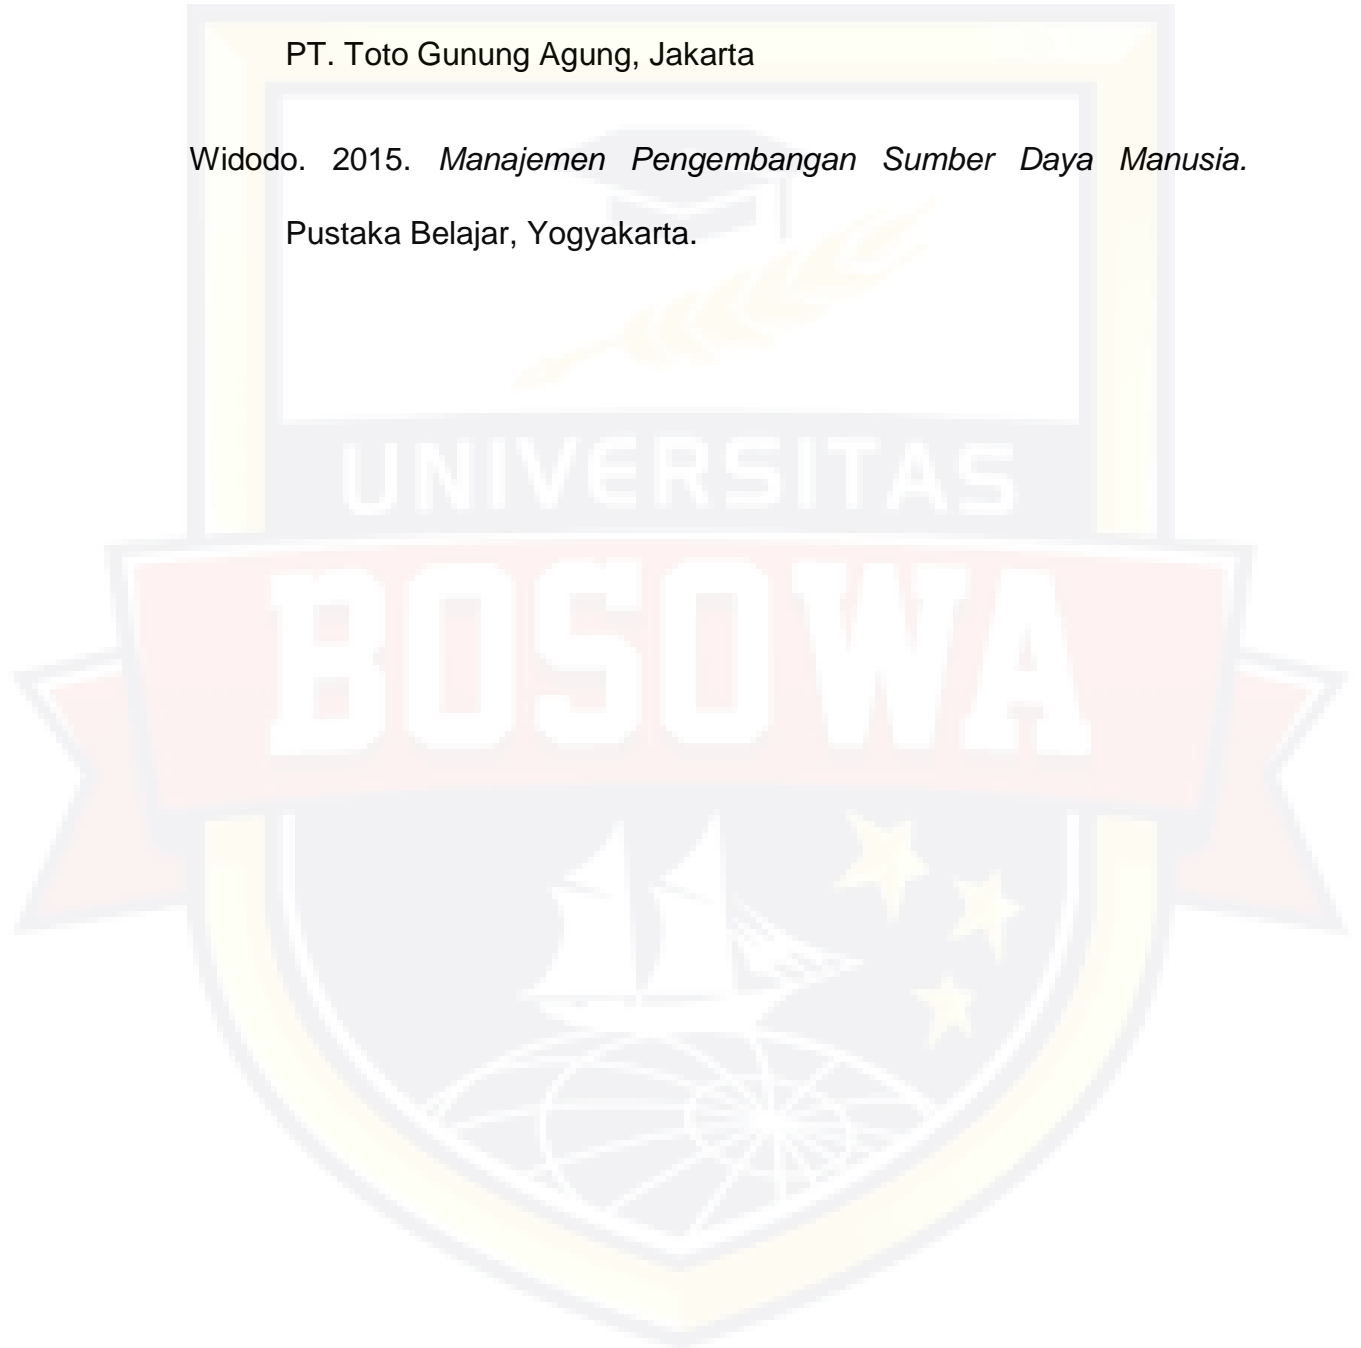 PT. Toto Gunung Agung, Jakarta
Widodo. 2015. Manajemen Pengembangan Sumber Daya Manusia.
Pustaka Belajar, Yogyakarta.
UNIVERSITAS
BOSOWA